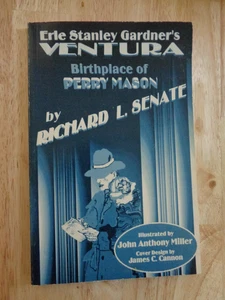 Erle Stanley Gardner's
VENTURA
Birthplace of
PERRY MASON
by
RICHARD L. SENATE
Illustrated by
John Anthony Miller
Cover Design by
James C. Cannon